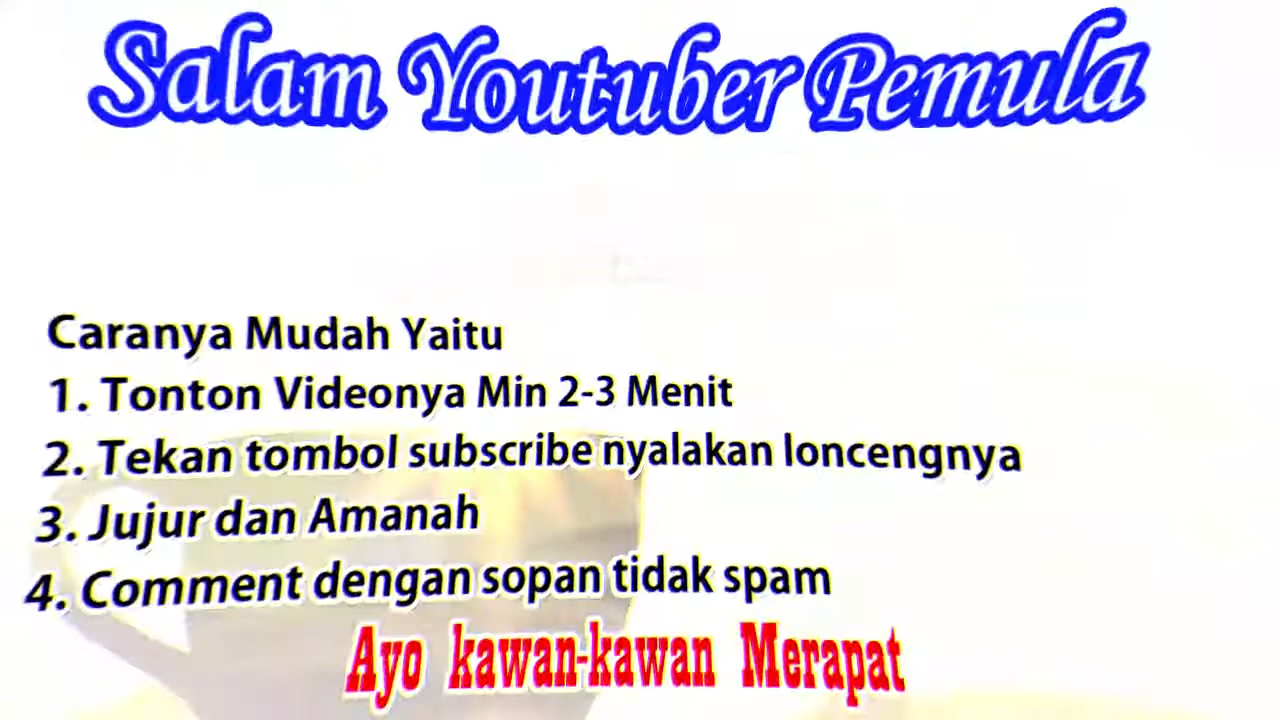 Salam Youtuber Pemula
Caranya Mudah Yaitu
1. Tonton Videonya Min 2-3 Menit
2. Tekan tombol subscribe nyalakan loncengnya
3. Jujur dan Amanah
4. Comment dengan sopan tidak spam
Ayo kawan-kawan Merapat